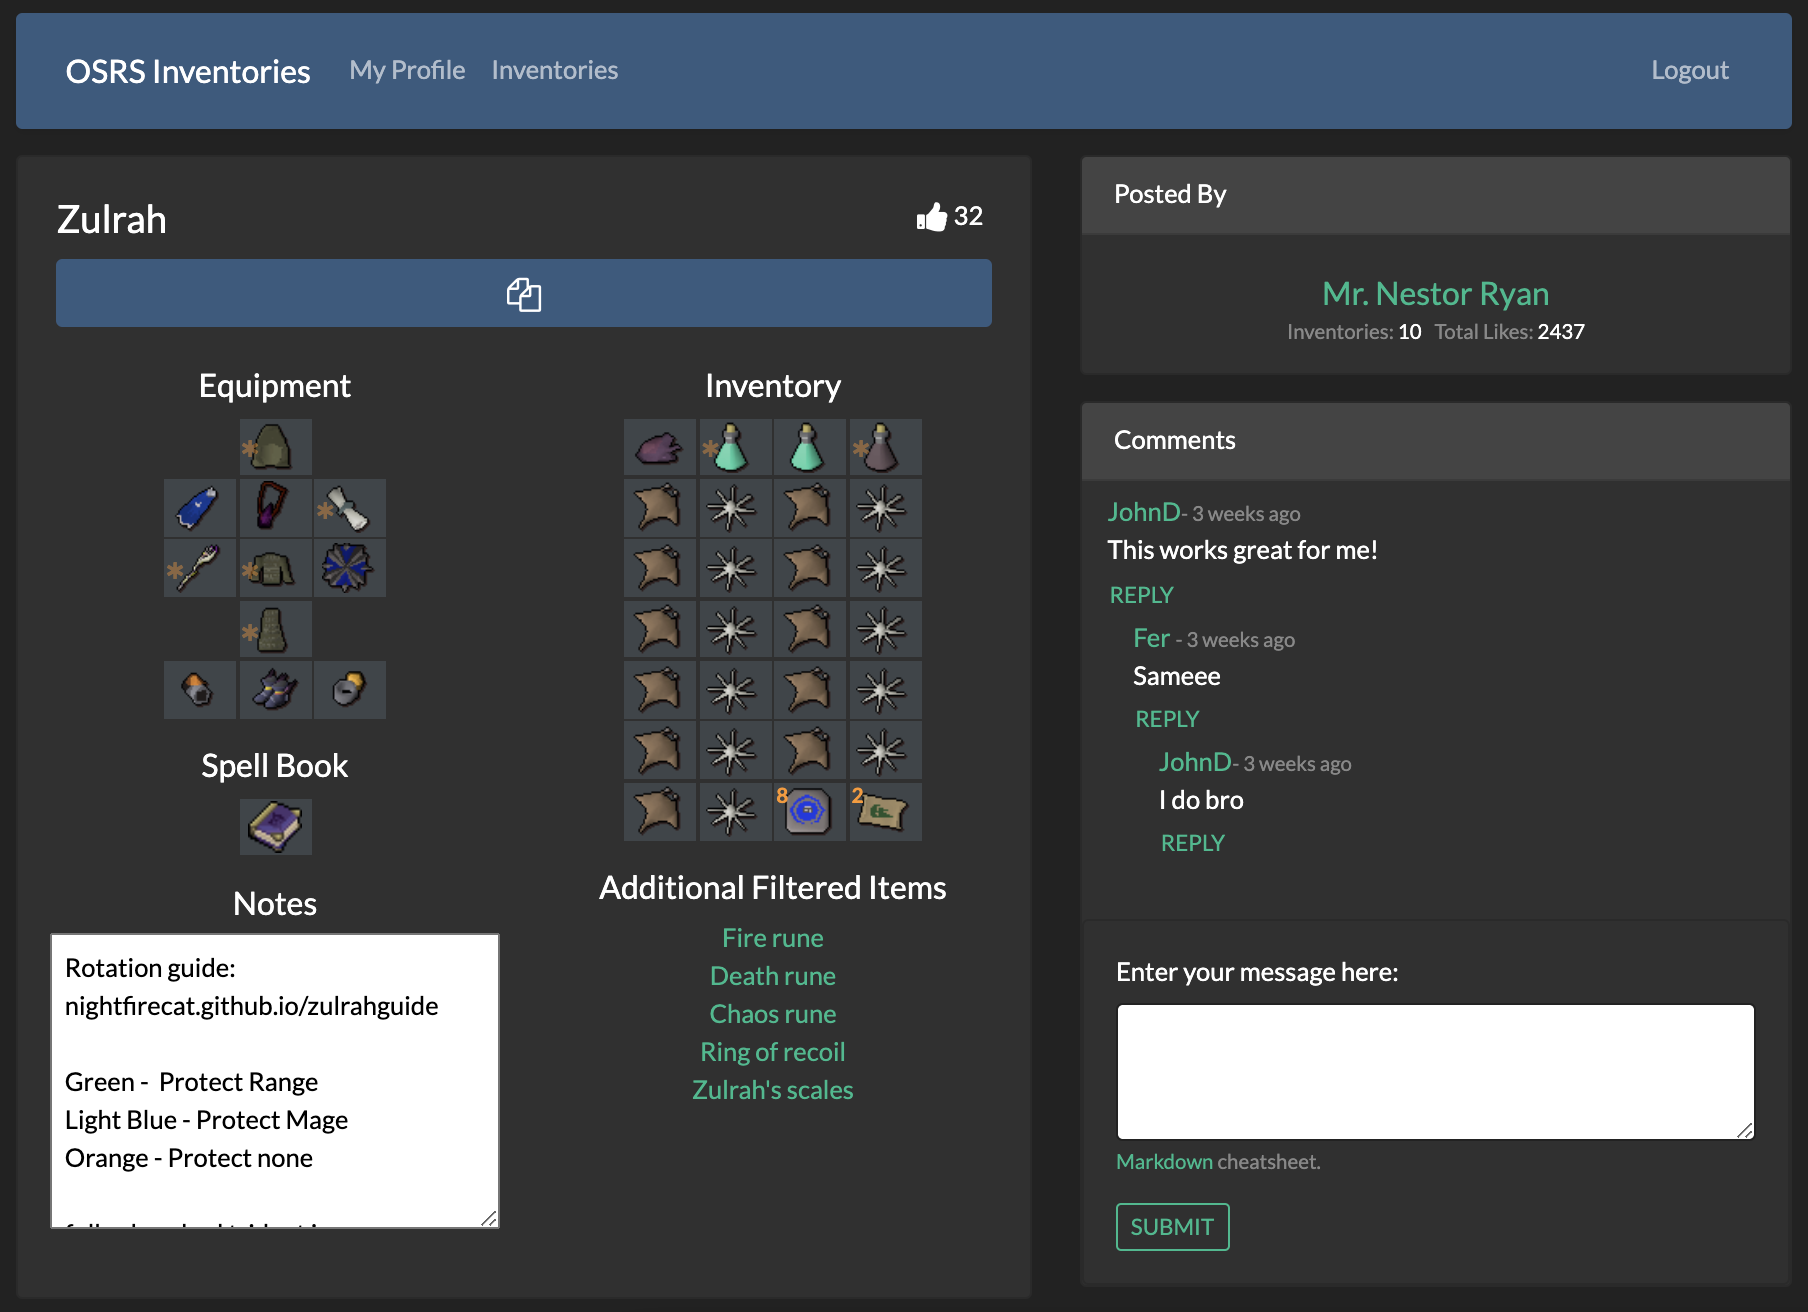 OSRS Inventories
My Profile
Inventories
Logout
Zulrah
32
Equipment
Spell Book
Notes
Rotation guide:
nightfirecat.github.io/zulrahguide
Green -  Protect Range
Light Blue - Protect Mage
Orange - Protect none
Inventory
8
2
Additional Filtered Items
Fire rune
Death rune
Chaos rune
Ring of recoil
Zulrah's scales
Posted By
Mr. Nestor Ryan
Inventories: 10 Total Likes: 2437
Comments
JohnD- 3 weeks ago
This works great for me!
REPLY
Fer - 3 weeks ago
Sameee
REPLY
JohnD- 3 weeks ago
I do bro
REPLY
Enter your message here:
Markdown cheatsheet.
SUBMIT